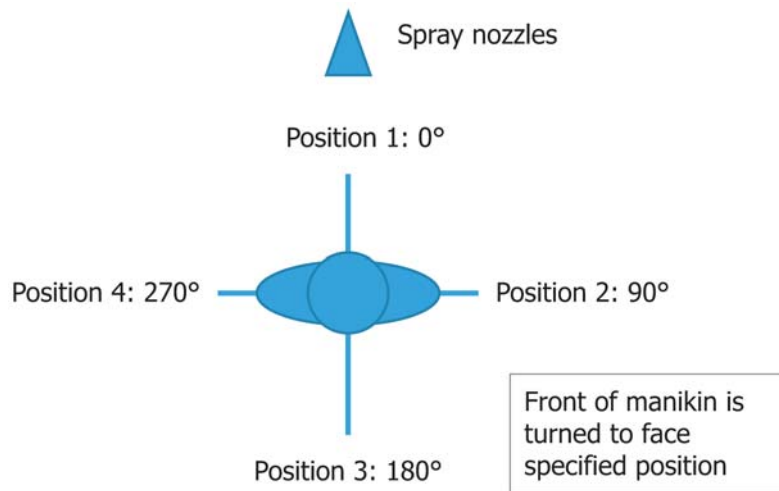 Spray nozzles
Position 1: 0°
Position 4: 270°
Position 2: 90°
Front of manikin is
turned to face
specified position
Position 3: 180°